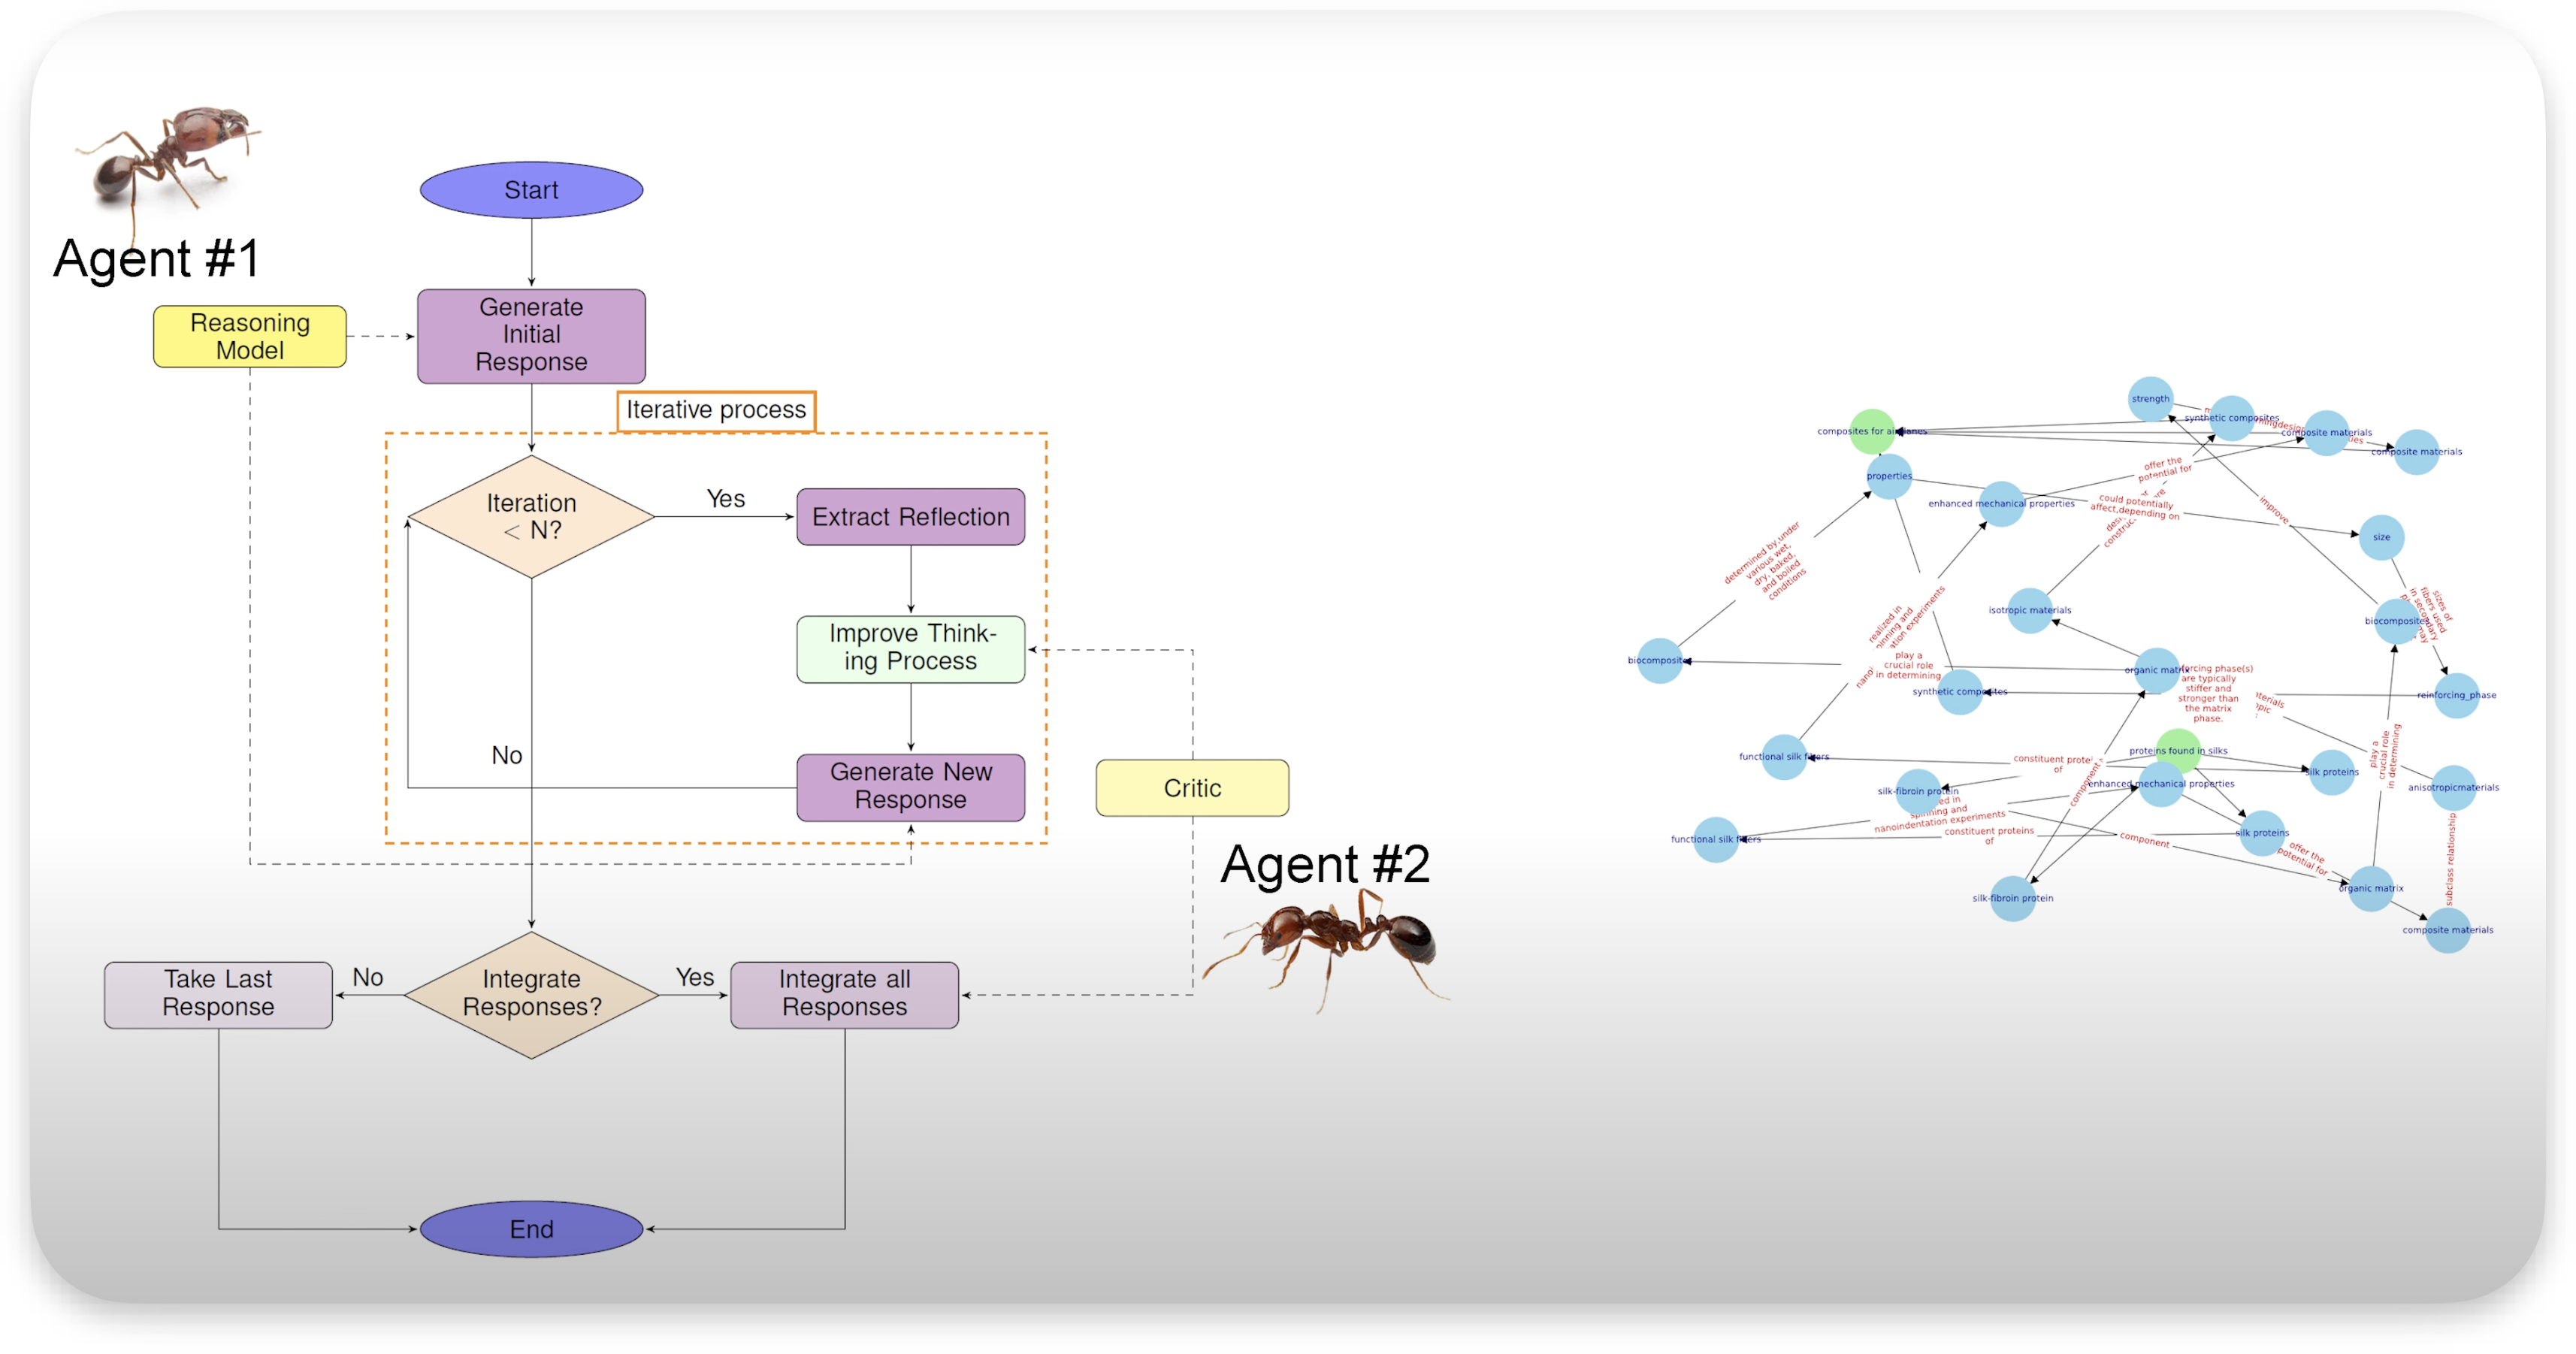 Agent #1
Start
Reasoning
Model
Generate
Initial
Response
Iterative process
Iteration
< N?
Yes
Extract Reflection
Improve Think-
ing Process
No
Generate New
Response
Critic
Agent #2
Take Last
Response
No
Integrate
Responses?
Yes
Integrate all
Responses
End
strength
synthetic composites
composite materials
composite materials
composites for airplanes
properties
offer the
potential for
enhanced mechanical properties
could potentially
affect,depending on
improve
size
determined by,under
various wet,
dry, baked,
and boiled
conditions
isotropic materials
sizes of
fibers used
in secondary
may
biocomposites
realized in
spinning and
experiments
biocomposites
play a
crucial role
in determining
organic matrix
phase(s)
are typically
stiffer and
stronger than
the matrix
phase.
synthetic composites
reinforcing_phase
functional silk fibers
proteins found in silks
constituent
of
silk proteins
play a
crucial role
in determining
enhanced mechanical properties
silk-fibroin protein
component
anisotropicmaterials
in
spinning and
nanoindentation experiments
functional silk fibers
constituent proteins
of
component
silk proteins
offer the
potential for
subclass relationship
organic matrix
silk-fibroin protein
composite materials